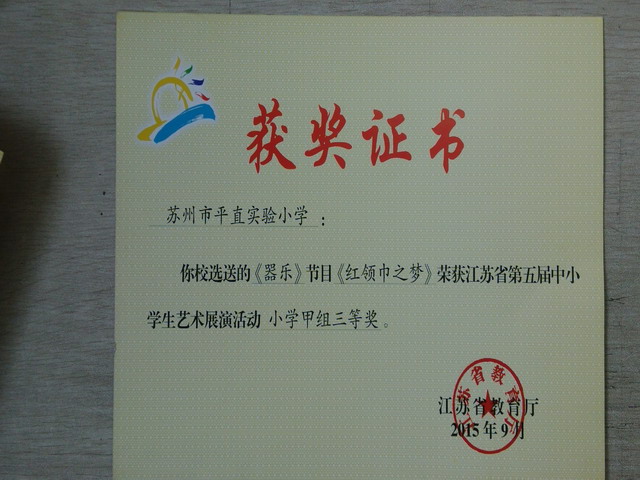 获奖证书
苏州市平直实验小学：
你校选送的《器乐》节目《红领巾之梦》荣获江苏省第五届中小
学生艺术展演活动 小学甲组三等奖。
江苏省教育厅
江苏省教育厅
2015年9月